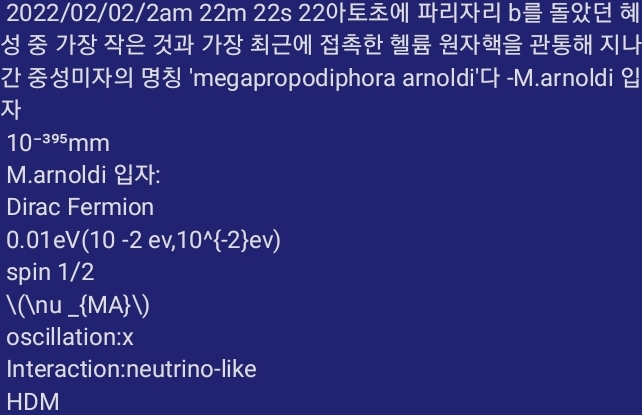 2022/02/02/2am 22m 22s 22아토초에 파리자리 b를 돌았던 혜
성 중 가장 작은 것과 가장 최근에 접촉한 헬륨 원자핵을 관통해 지나
간 중성미자의 명칭 'megapropodiphora arnoldi'다 -M.arnoldi 입
자
10⁻³⁹⁵mm
M.arnoldi 입자:
Dirac Fermion
0.01eV(10 -2 ev,10^{-2}ev)
spin 1/2
\(\nu _{MA}\)
oscillation:x
Interaction:neutrino-like
HDM